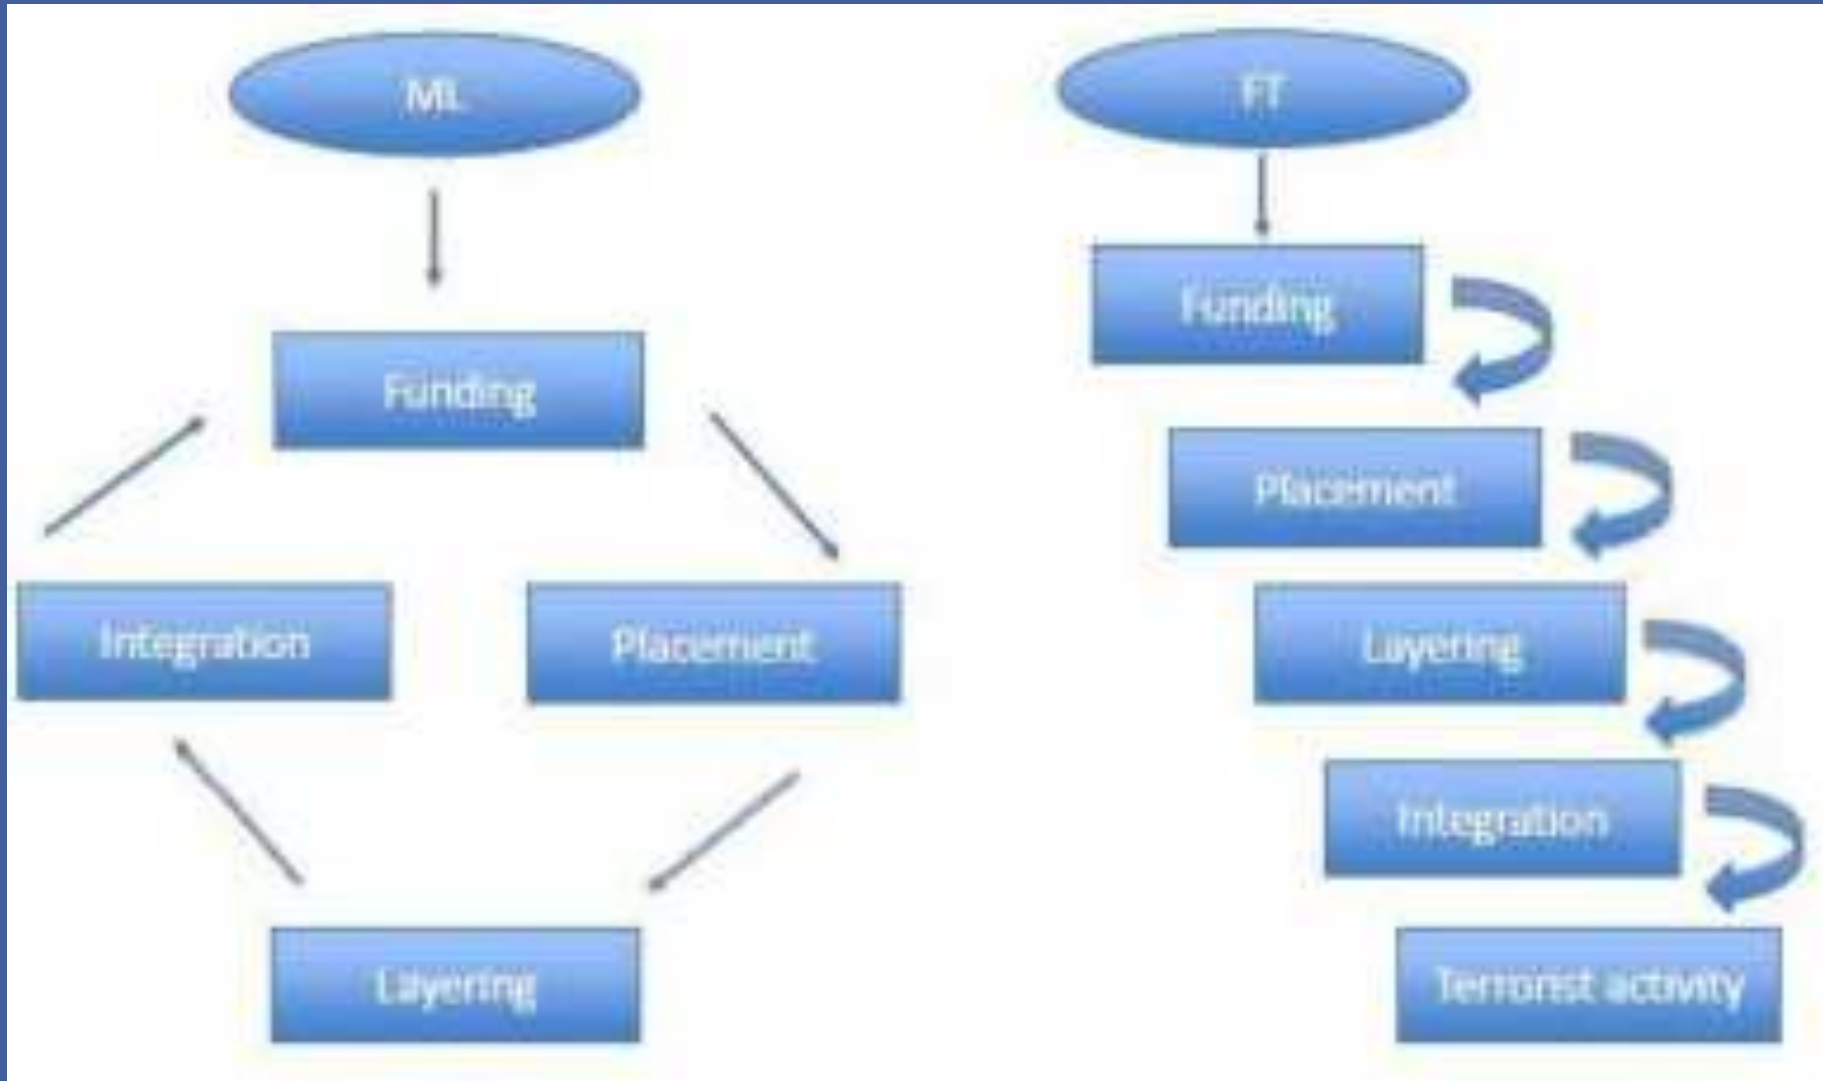 ML
Funding
Integration
Placement
Layering
FT
Funding
Placement
Layering
Integration
Terrorist activity